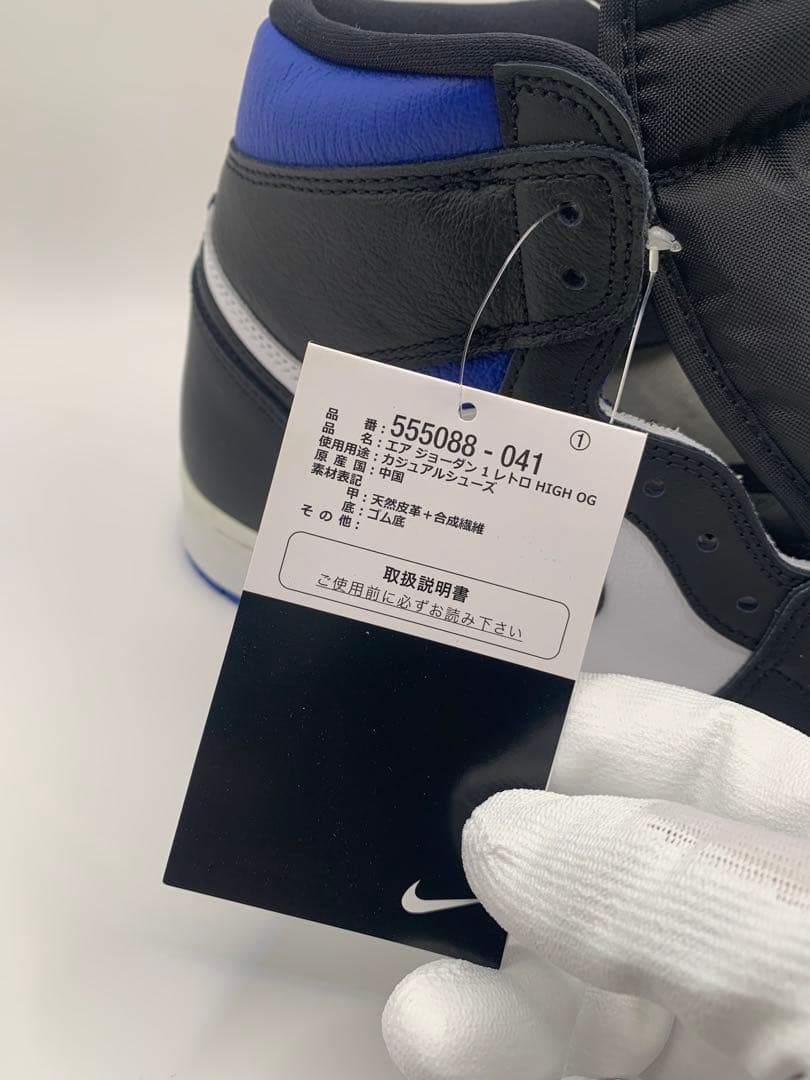 ①
品 番：555088 - 041
品 名：エア ジョーダン 1 レトロ HIGH OG
使用用途：カジュアルシューズ
原 産 国：中国
素材表記
甲：天然皮革＋合成繊維
底：ゴム底
そ の 他：
取扱説明書
ご使用前に必ずお読み下さい